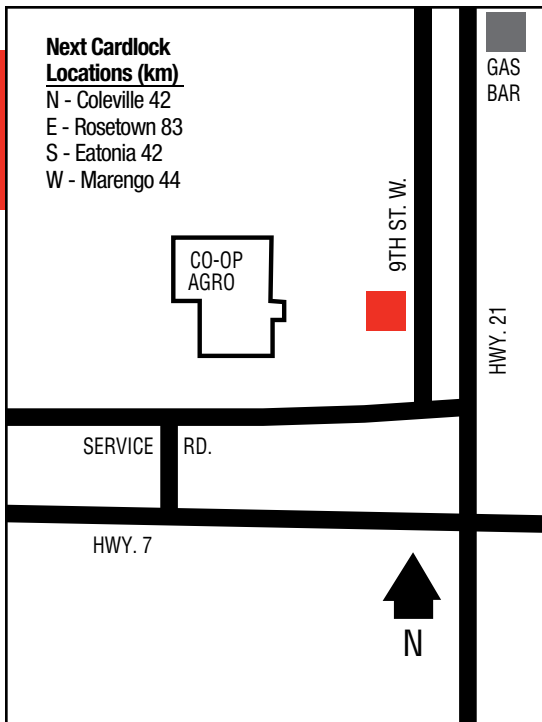 Next Cardlock
Locations (km)
N - Coleville 42
E - Rosetown 83
S - Eatonia 42
W - Marengo 44
GAS
BAR
9TH ST. W.
CO-OP
AGRO
HWY. 21
SERVICE RD.
HWY. 7
N